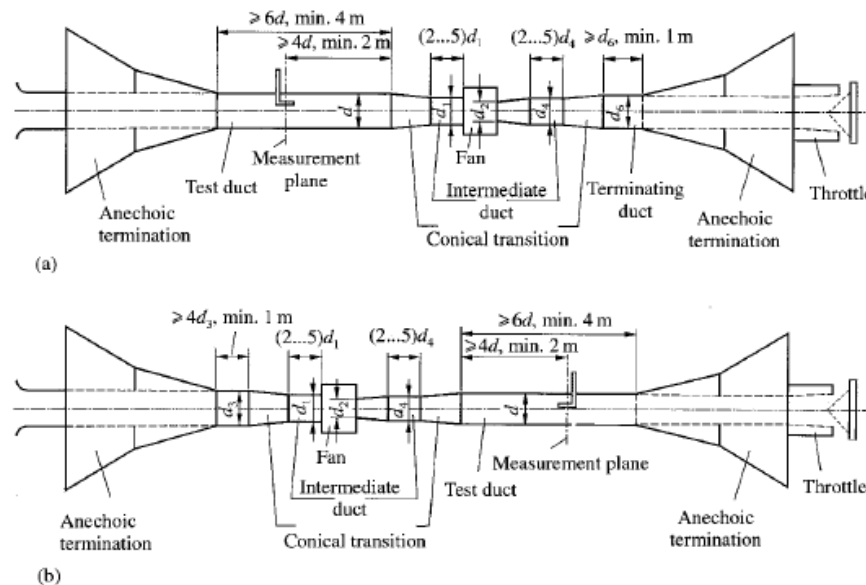 ≥6d, min. 4 m
≥4d, min. 2 m
(2...5)d₁
(2...5)d₄
≥d₆, min. 1 m
d
d₁
d₂
d₄
d₆
Fan
Measurement
plane
Test duct
Intermediate
duct
Terminating
duct
Throttle
Anechoic
termination
Conical transition
Anechoic
termination
(a)
≥4d₃, min. 1 m
(2...5)d₁
(2...5)d₄
≥6d, min. 4 m
≥4d, min. 2 m
d₃
d₁
d₂
d₄
d
Fan
Measurement plane
Intermediate
duct
Test duct
Throttle
Anechoic
termination
Conical transition
Anechoic
termination
(b)